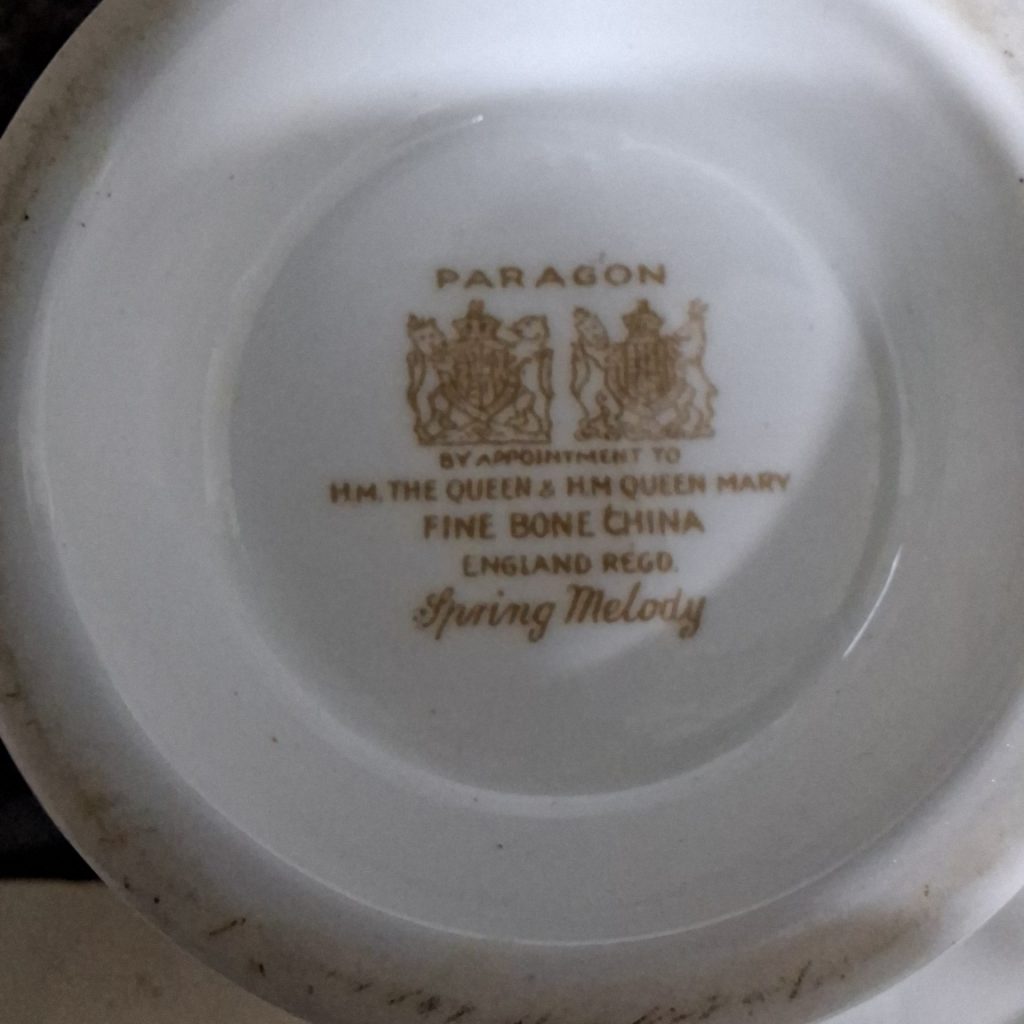 PARAGON
BY APPOINTMENT TO
H.M. THE QUEEN & H.M QUEEN MARY
FINE BONE CHINA
ENGLAND REGD.
Spring Melody